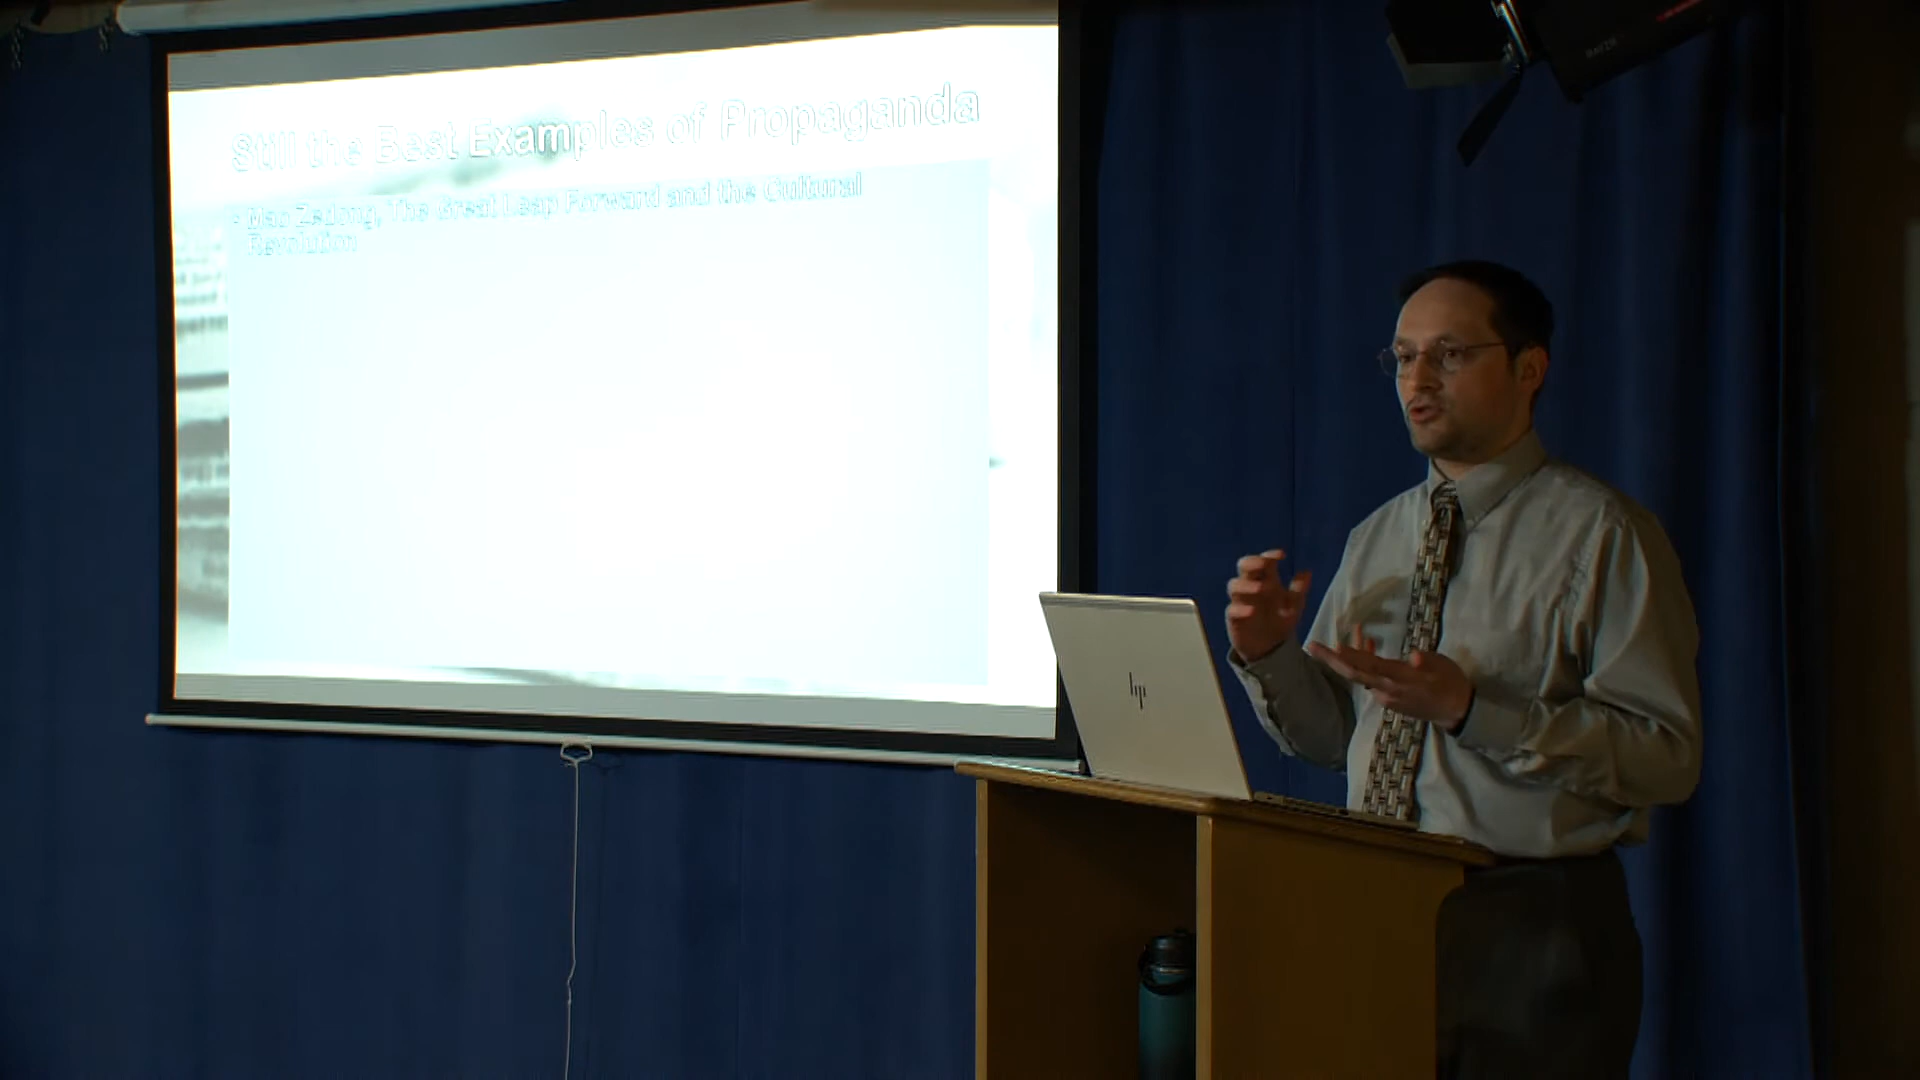 Still the Best Examples of Propaganda
• Mao Zedong, The Great Leap Forward and the Cultural
Revolution
hp